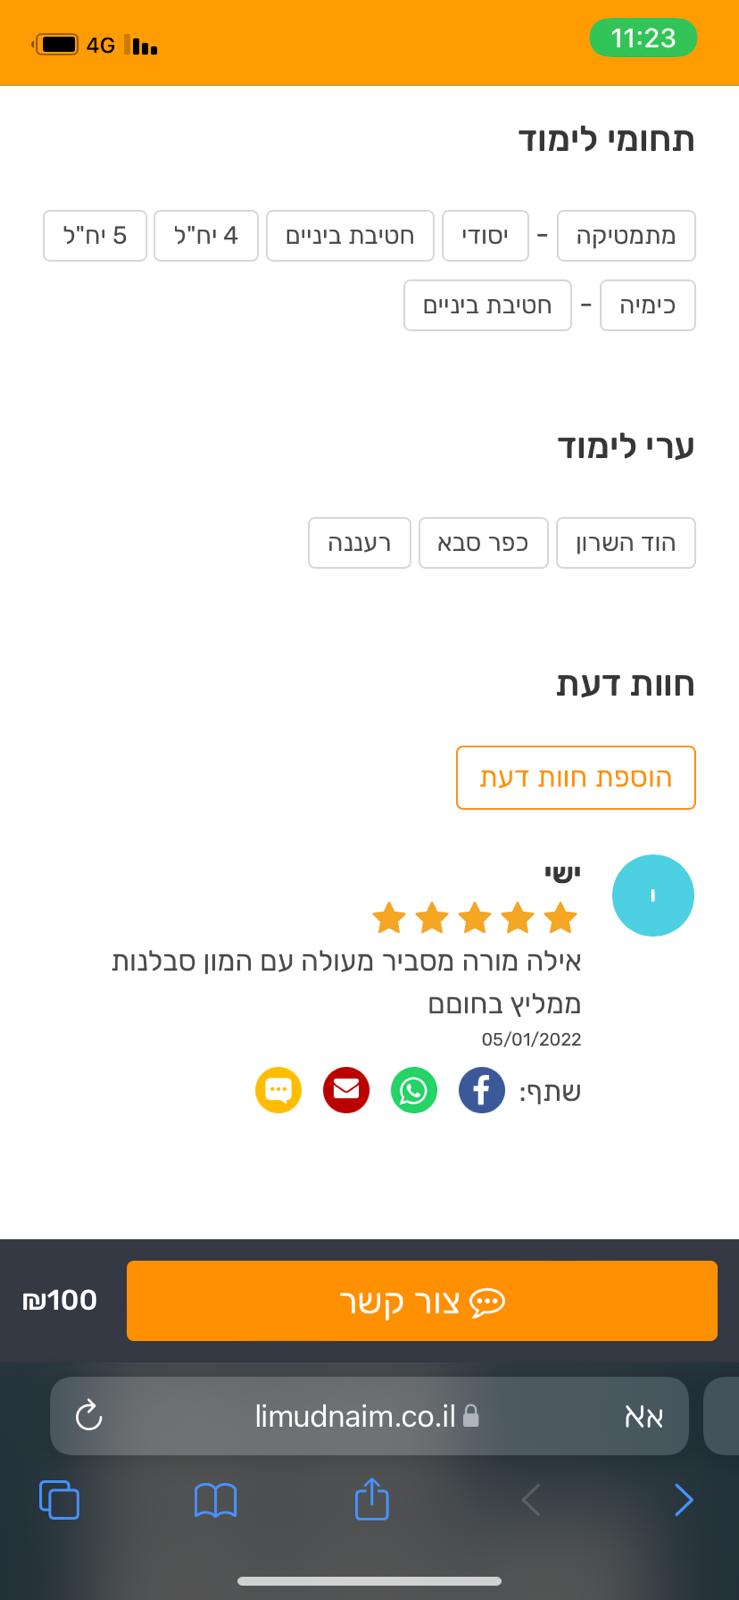 11:23
4G
תחומי לימוד
מתמטיקה - יסודי חטיבת ביניים 4 יח"ל 5 יח"ל
כימיה - חטיבת ביניים
ערי לימוד
הוד השרון כפר סבא רעננה
חוות דעת
הוספת חוות דעת
י
ישי
אילה מורה מסביר מעולה עם המון סבלנות
ממליץ בחוםם
05/01/2022
שתף:
צור קשר
₪100
אא limudnaim.co.il